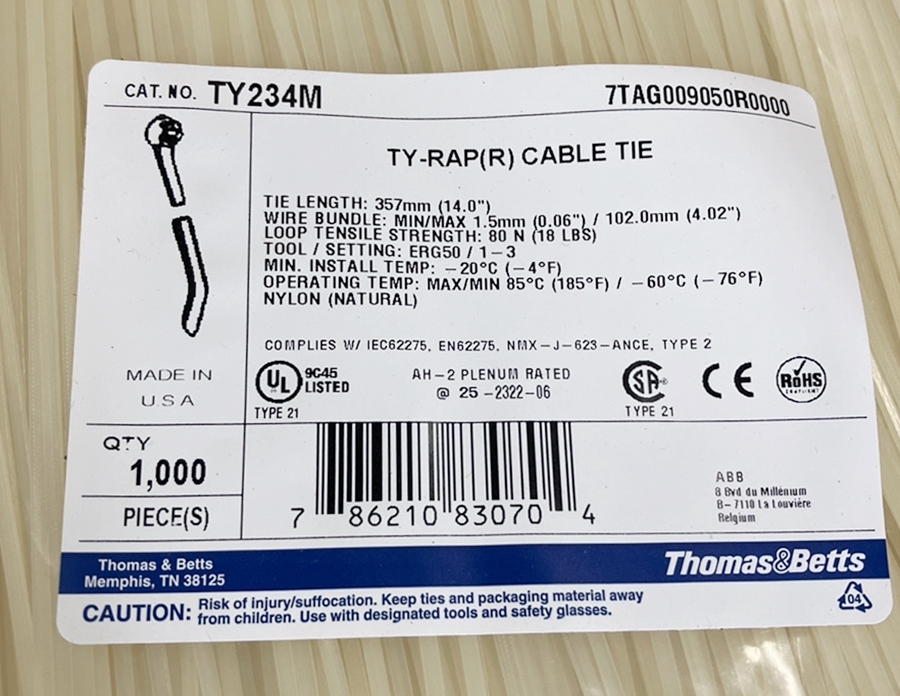 CAT. NO. TY234M
7TAG009050R0000
TY-RAP(R) CABLE TIE
TIE LENGTH: 357mm (14.0")
WIRE BUNDLE: MIN/MAX 1.5mm (0.06") / 102.0mm (4.02")
LOOP TENSILE STRENGTH: 80 N (18 LBS)
TOOL / SETTING: ERG50 / 1-3
MIN. INSTALL TEMP: -20°C (-4°F)
OPERATING TEMP: MAX/MIN 85°C (185°F) / -60°C (-76°F)
NYLON (NATURAL)
COMPLIES W/ IEC62275, EN62275, NMX-J-623-ANCE, TYPE 2
MADE IN
USA
UL
9C45
LISTED
TYPE 21
AH-2 PLENUM RATED
@ 25-2322-06
SA
TYPE 21
CE
RoHS
COMPLIANT
QTY
1,000
PIECE(S)
7 86210 83070 4
ABB
8 Bvd du Millénium
B-7110 La Louvière
Belgium
Thomas & Betts
Memphis, TN 38125
Thomas&Betts
CAUTION: Risk of injury/suffocation. Keep ties and packaging material away
from children. Use with designated tools and safety glasses.
04